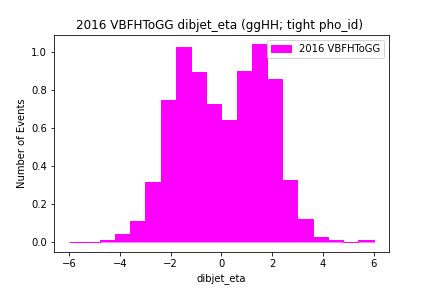 2016 VBFHToGG dibjet_eta (ggHH; tight pho_id)
2016 VBFHToGG
Number of Events
1.0
0.8
0.6
0.4
0.2
0.0
−6 −4 −2 0 2 4 6
dibjet_eta